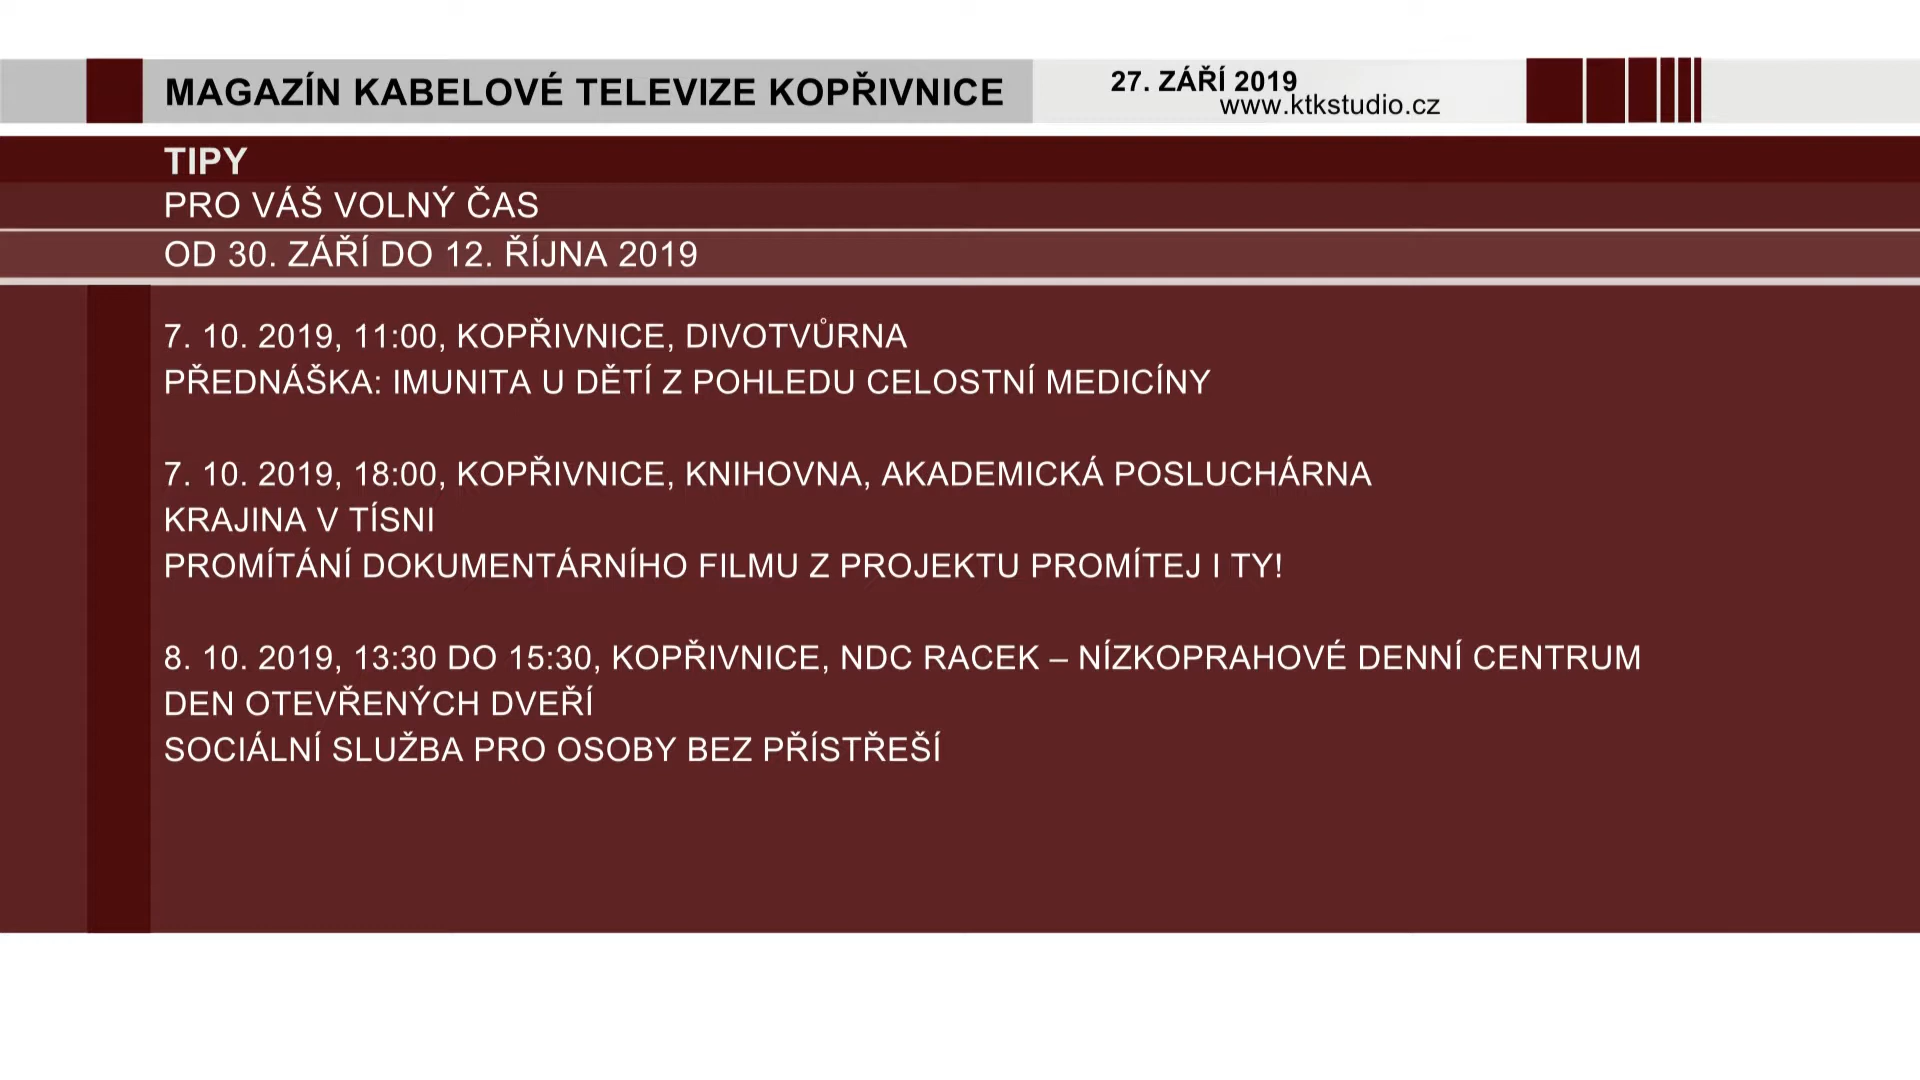 MAGAZÍN KABELOVÉ TELEVIZE KOPŘIVNICE
27. ZÁŘÍ 2019
www.ktkstudio.cz
TIPY
PRO VÁŠ VOLNÝ ČAS
OD 30. ZÁŘÍ DO 12. ŘÍJNA 2019
7. 10. 2019, 11:00, KOPŘIVNICE, DIVOTVŮRNA
PŘEDNÁŠKA: IMUNITA U DĚTÍ Z POHLEDU CELOSTNÍ MEDICÍNY
7. 10. 2019, 18:00, KOPŘIVNICE, KNIHOVNA, AKADEMICKÁ POSLUCHÁRNA
KRAJINA V TÍSNI
PROMÍTÁNÍ DOKUMENTÁRNÍHO FILMU Z PROJEKTU PROMÍTEJ I TY!
8. 10. 2019, 13:30 DO 15:30, KOPŘIVNICE, NDC RACEK – NÍZKOPRAHOVÉ DENNÍ CENTRUM
DEN OTEVŘENÝCH DVEŘÍ
SOCIÁLNÍ SLUŽBA PRO OSOBY BEZ PŘÍSTŘEŠÍ